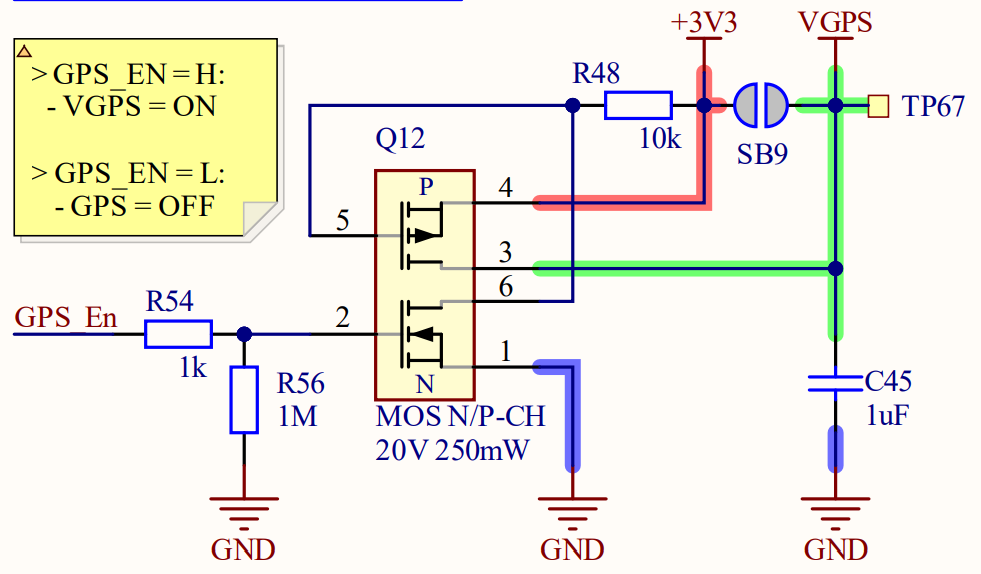 > GPS_EN = H:
- VGPS = ON
> GPS_EN = L:
- GPS = OFF
+3V3
VGPS
R48
10k
SB9
TP67
Q12
P
4
5
3
6
GPS_En
R54
1k
2
1
N
R56
1M
MOS N/P-CH
20V 250mW
C45
1uF
GND
GND
GND